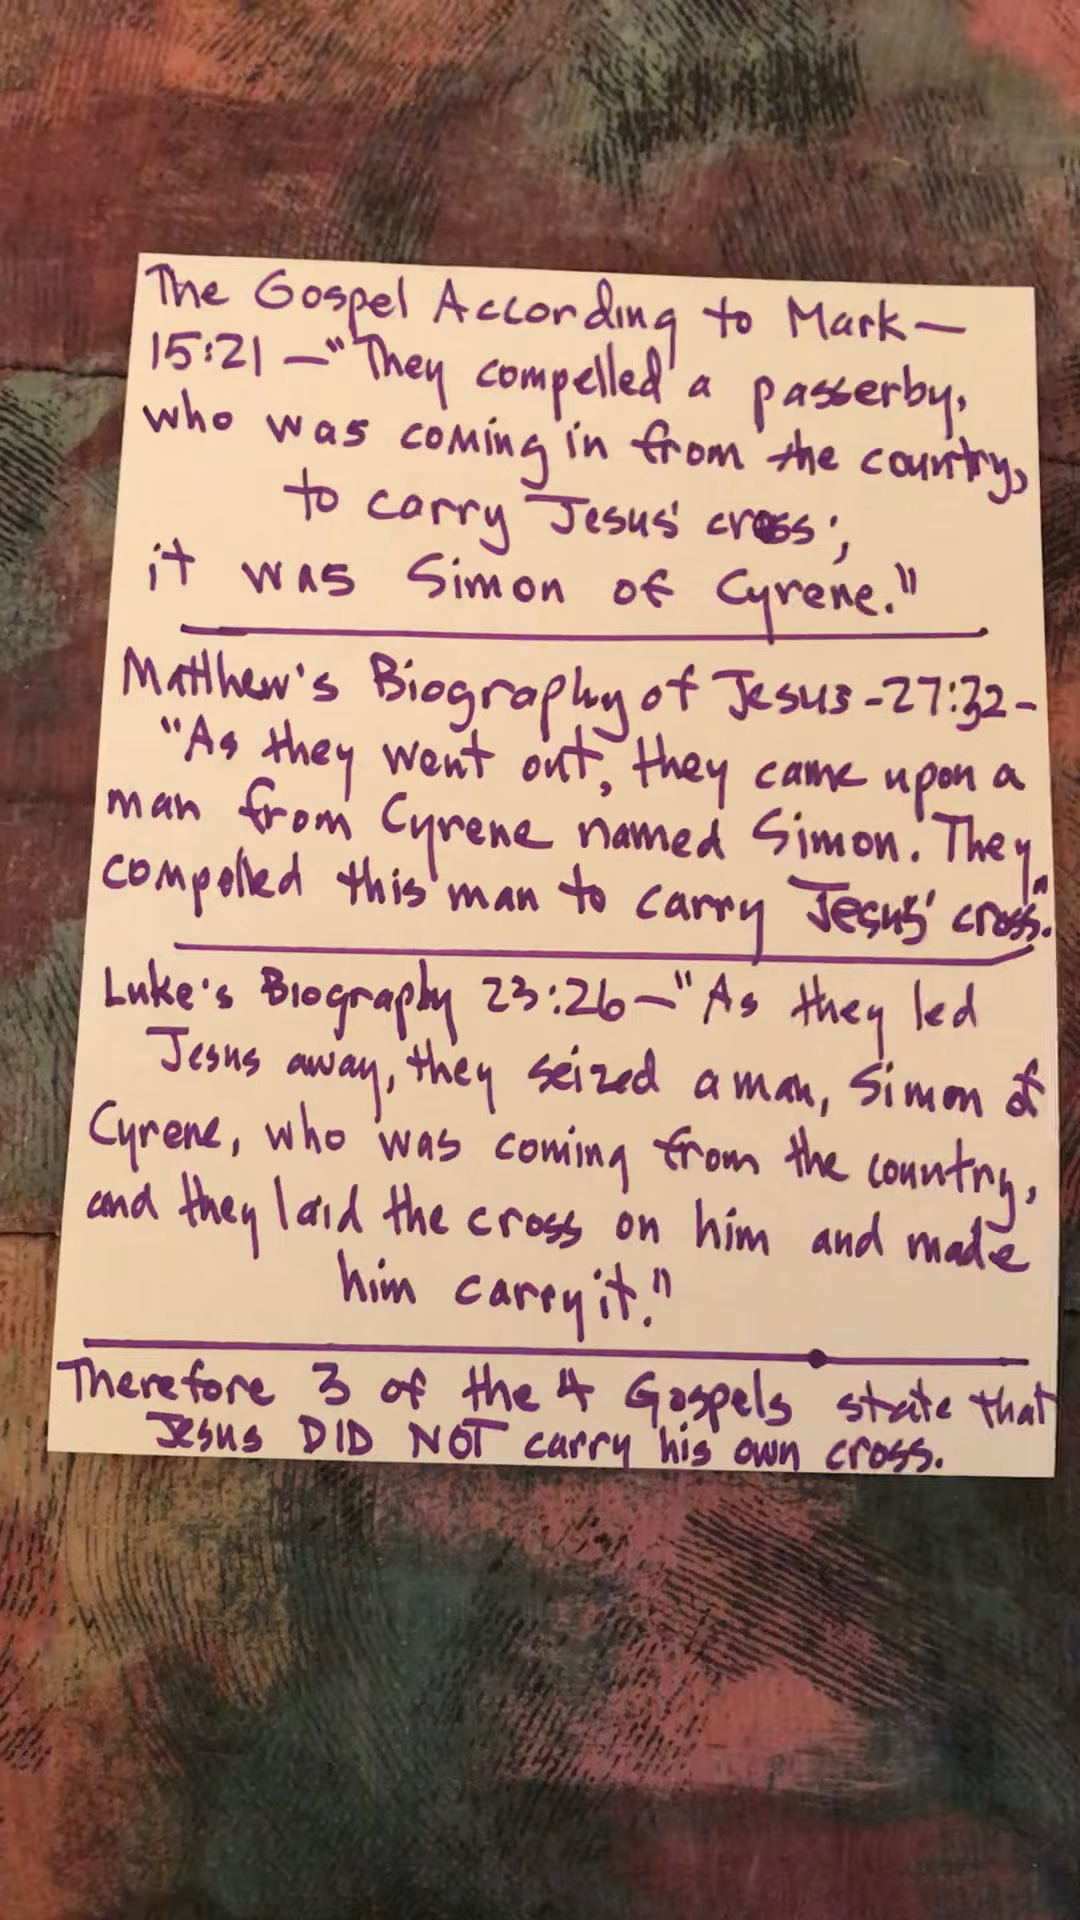 The Gospel According to Mark—
15:21 —"They compelled a passerby,
who was coming in from the country,
to carry Jesus' cross;
it was Simon of Cyrene."
Matthew's Biography of Jesus-27:32-
"As they went out, they came upon a
man from Cyrene named Simon. They
compelled this man to carry Jesus' cross."
Luke's Biography 23:26—"As they led
Jesus away, they seized a man, Simon of
Cyrene, who was coming from the country,
and they laid the cross on him and made
him carry it."
Therefore 3 of the 4 Gospels state that
Jesus DID NOT carry his own cross.